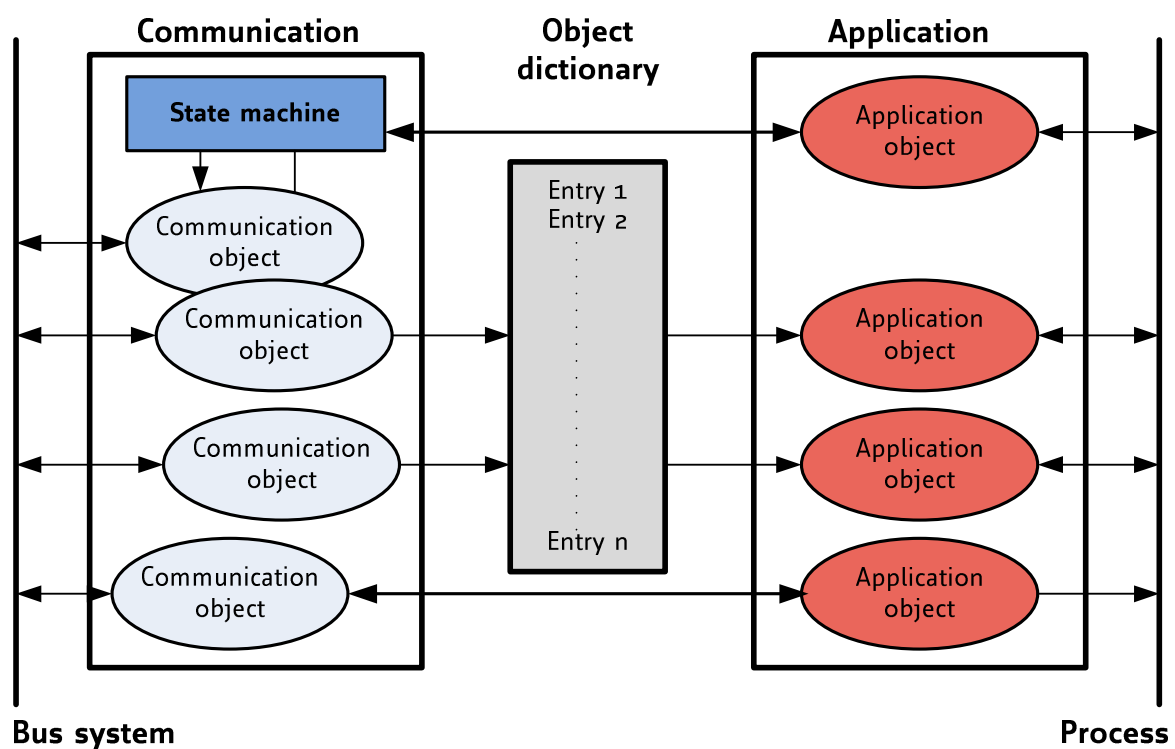 Communication
Object
dictionary
Application
State machine
Application
object
Entry 1
Entry 2
Communication
object
Communication
object
Application
object
Communication
object
Application
object
Entry n
Communication
object
Application
object
Bus system
Process